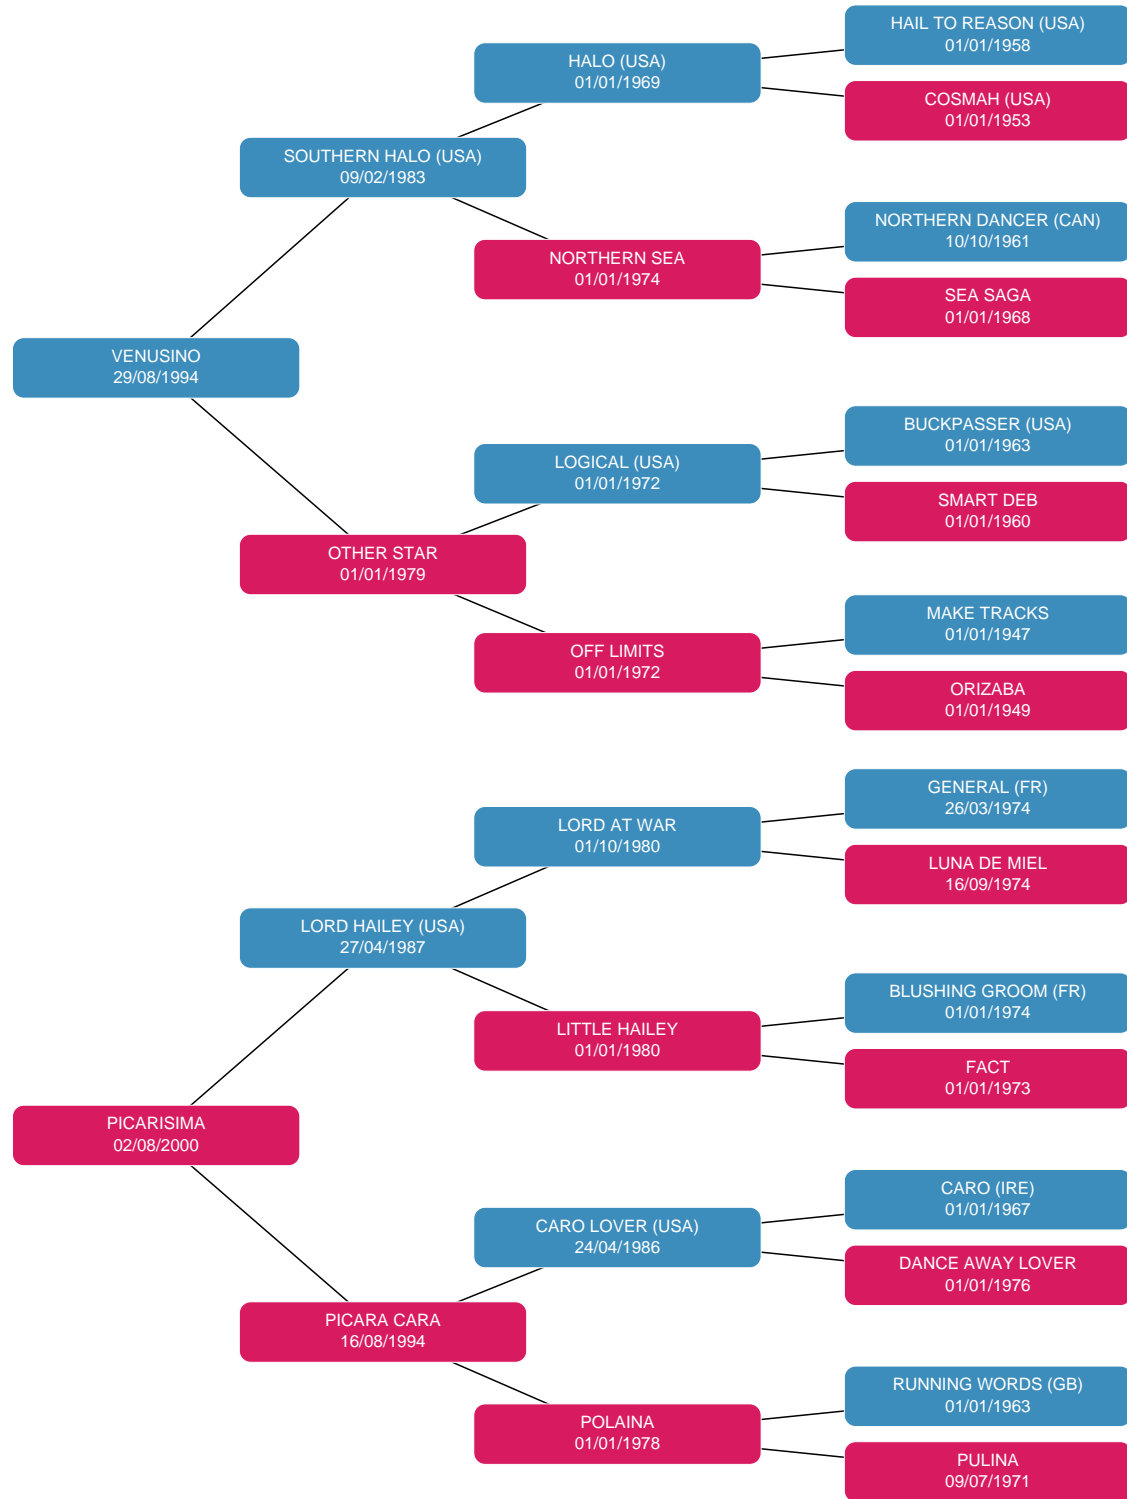 HAIL TO REASON (USA)
01/01/1958
HALO (USA)
01/01/1969
COSMAH (USA)
01/01/1953
SOUTHERN HALO (USA)
09/02/1983
NORTHERN DANCER (CAN)
10/10/1961
NORTHERN SEA
01/01/1974
SEA SAGA
01/01/1968
VENUSINO
29/08/1994
BUCKPASSER (USA)
01/01/1963
LOGICAL (USA)
01/01/1972
SMART DEB
01/01/1960
OTHER STAR
01/01/1979
MAKE TRACKS
01/01/1947
OFF LIMITS
01/01/1972
ORIZABA
01/01/1949
GENERAL (FR)
26/03/1974
LORD AT WAR
01/10/1980
LUNA DE MIEL
16/09/1974
LORD HAILEY (USA)
27/04/1987
BLUSHING GROOM (FR)
01/01/1974
LITTLE HAILEY
01/01/1980
FACT
01/01/1973
PICARISIMA
02/08/2000
CARO (IRE)
01/01/1967
CARO LOVER (USA)
24/04/1986
DANCE AWAY LOVER
01/01/1976
PICARA CARA
16/08/1994
RUNNING WORDS (GB)
01/01/1963
POLAINA
01/01/1978
PULINA
09/07/1971